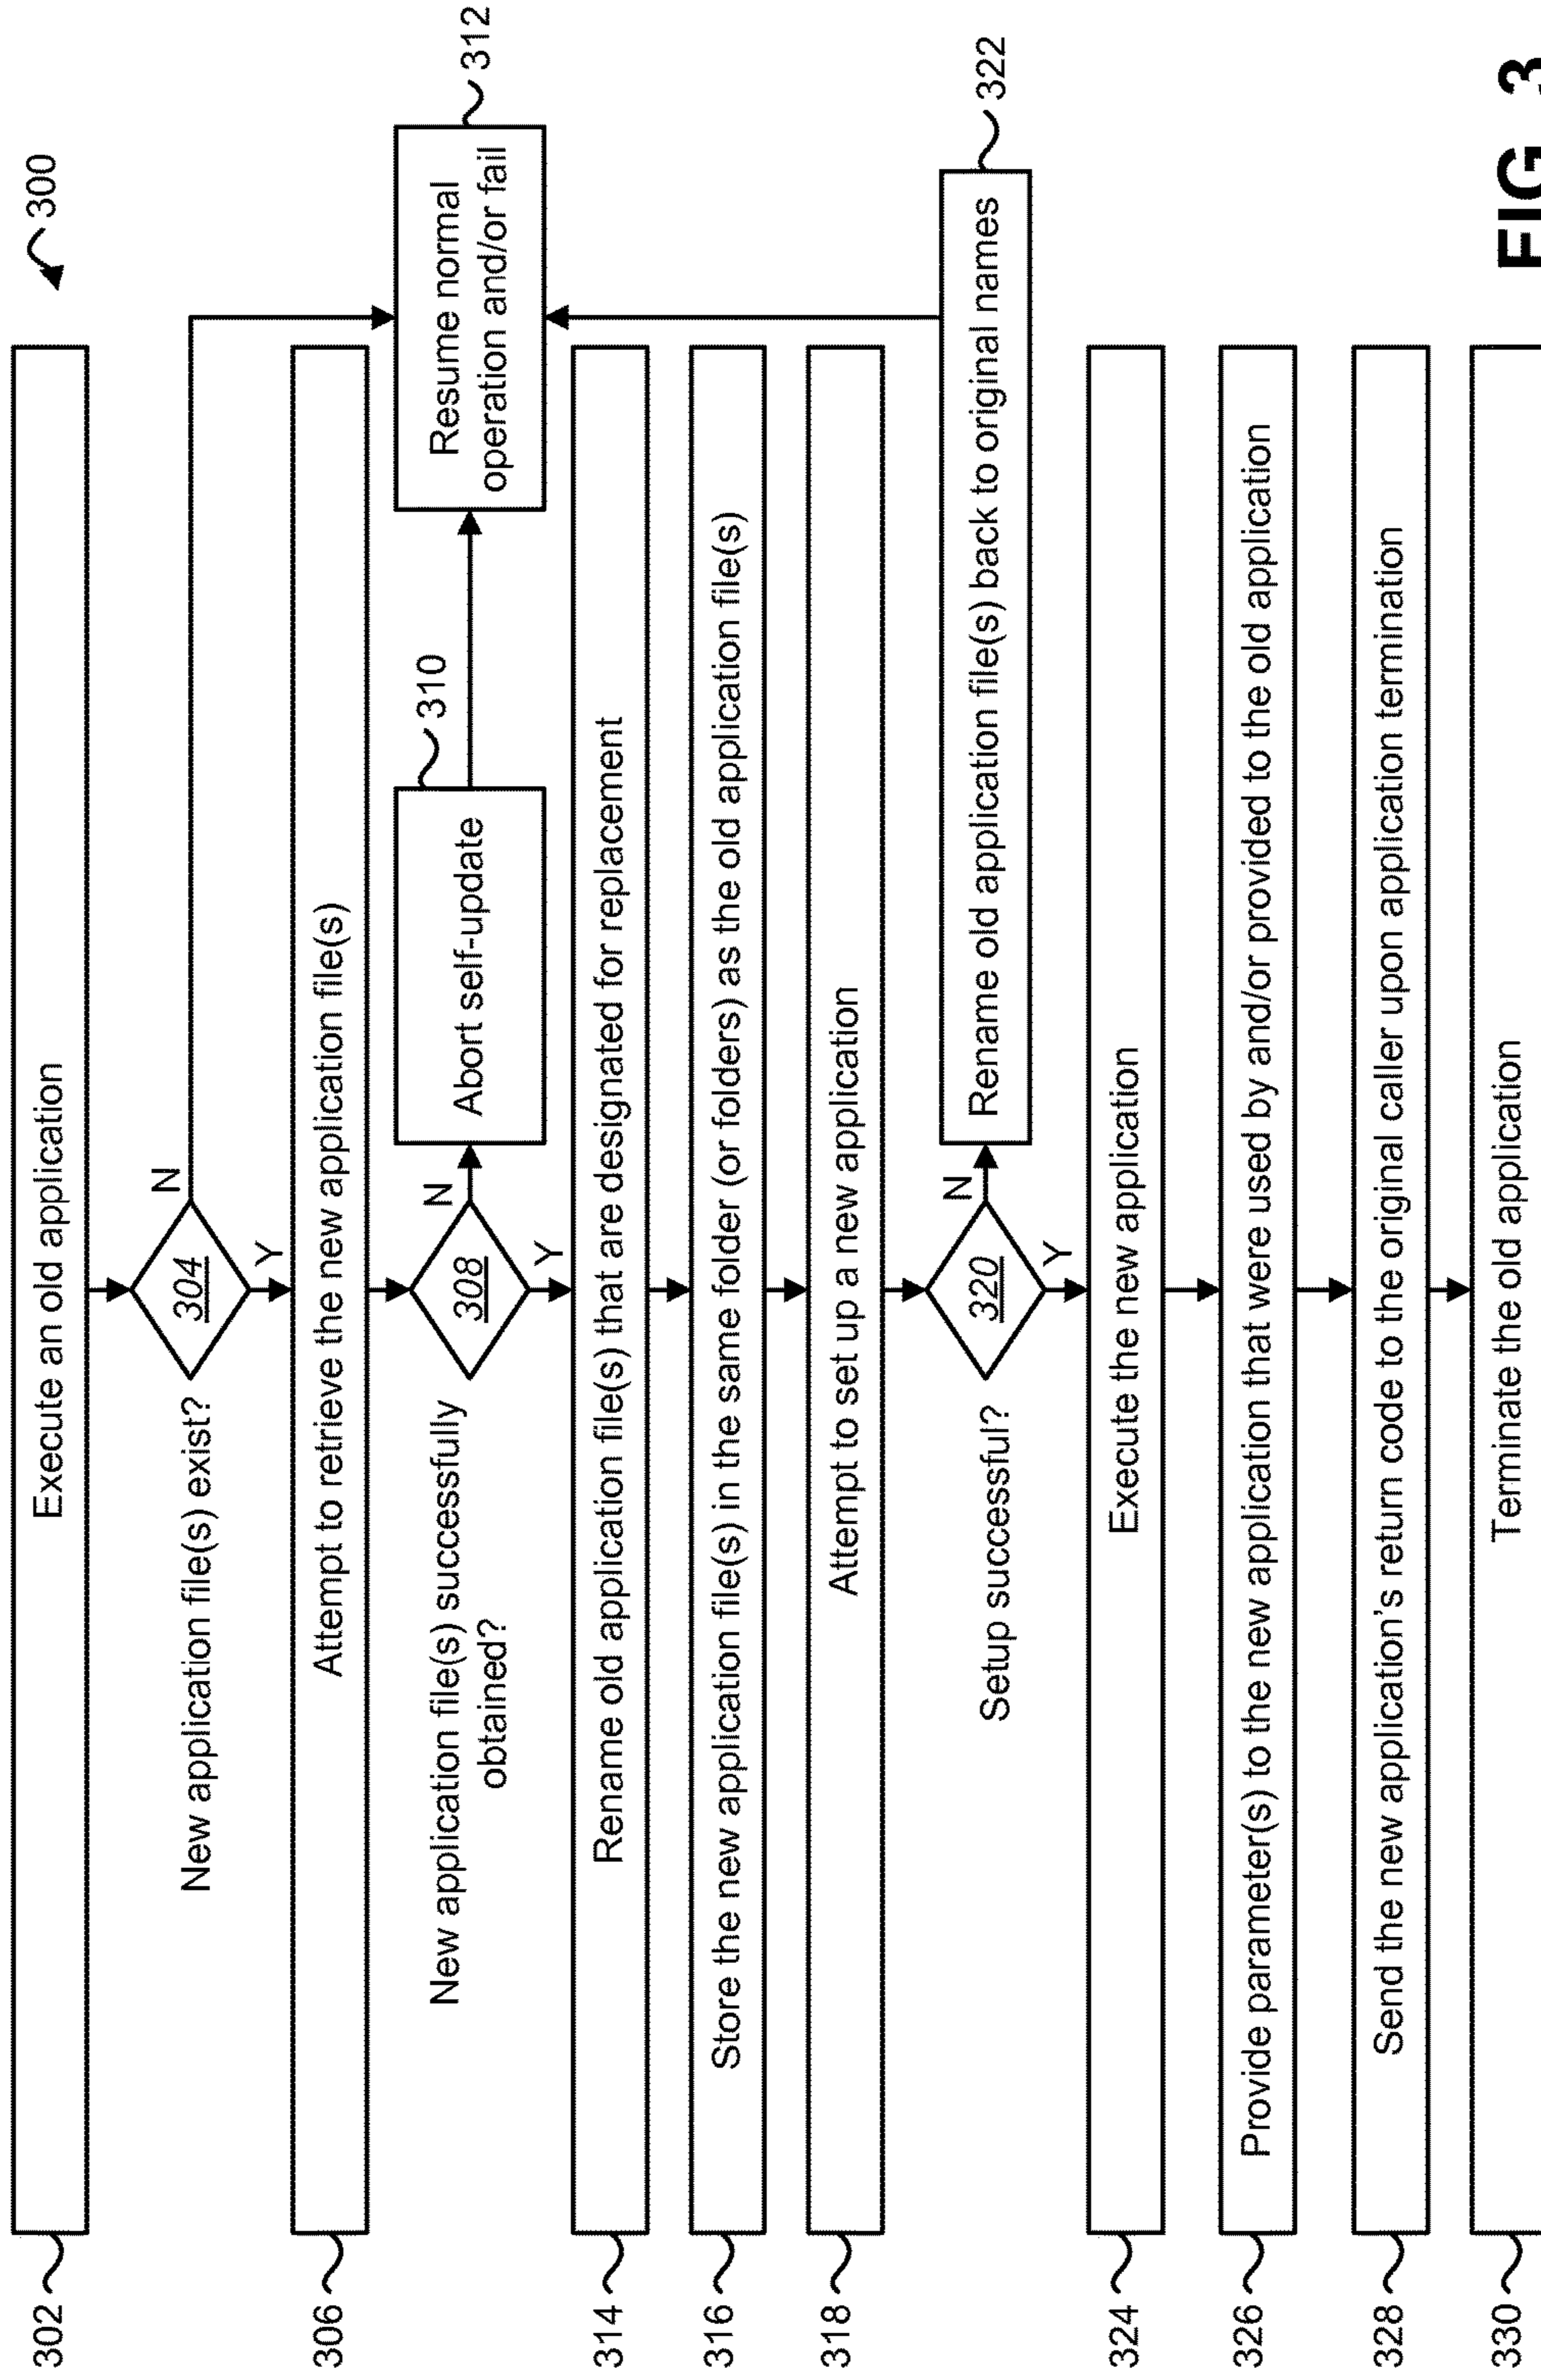 300
302
Execute an old application
304
New application file(s) exist?
N
Y
306
Attempt to retrieve the new application file(s)
308
New application file(s) successfully
obtained?
N
Y
310
Abort self-update
312
Resume normal
operation and/or fail
314
Rename old application file(s) that are designated for replacement
316
Store the new application file(s) in the same folder (or folders) as the old application file(s)
318
Attempt to set up a new application
320
Setup successful?
N
Y
322
Rename old application file(s) back to original names
324
Execute the new application
326
Provide parameter(s) to the new application that were used by and/or provided to the old application
328
Send the new application's return code to the original caller upon application termination
330
Terminate the old application
FIG. 3